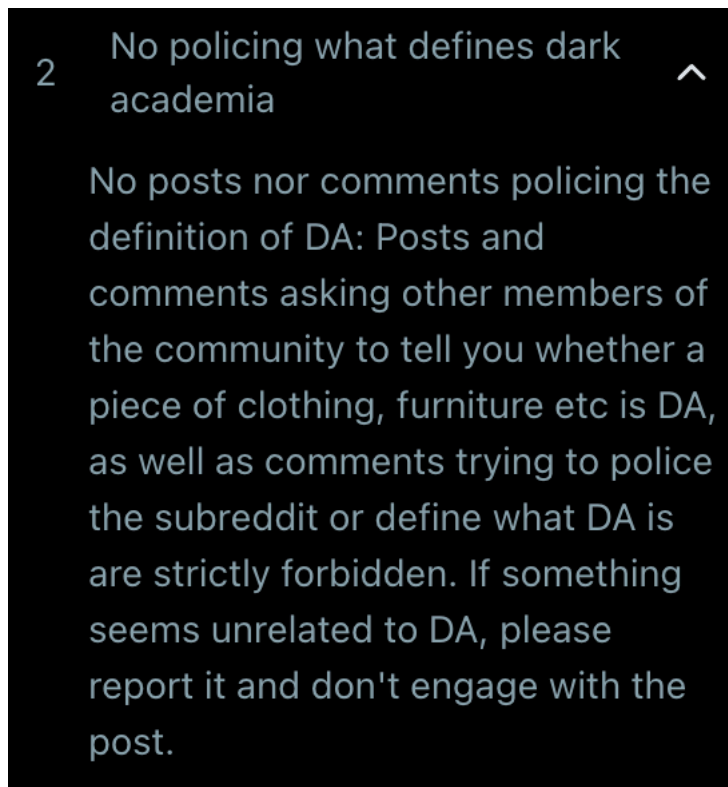 2
No policing what defines dark
academia
No posts nor comments policing the
definition of DA: Posts and
comments asking other members of
the community to tell you whether a
piece of clothing, furniture etc is DA,
as well as comments trying to police
the subreddit or define what DA is
are strictly forbidden. If something
seems unrelated to DA, please
report it and don't engage with the
post.